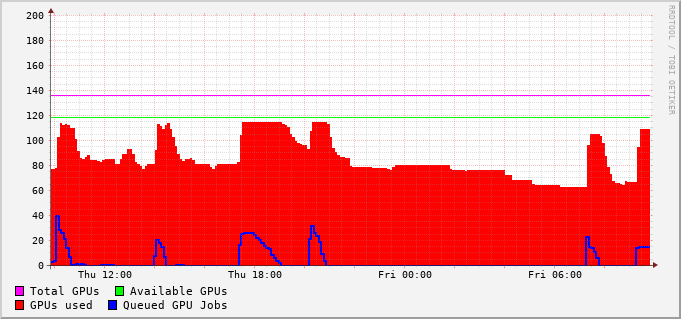 200
180
160
140
120
100
80
60
40
20
0
Thu 12:00 Thu 18:00 Fri 00:00 Fri 06:00
Total GPUs Available GPUs
GPUs used Queued GPU Jobs
RRDTOOL / TOBI OETIKER